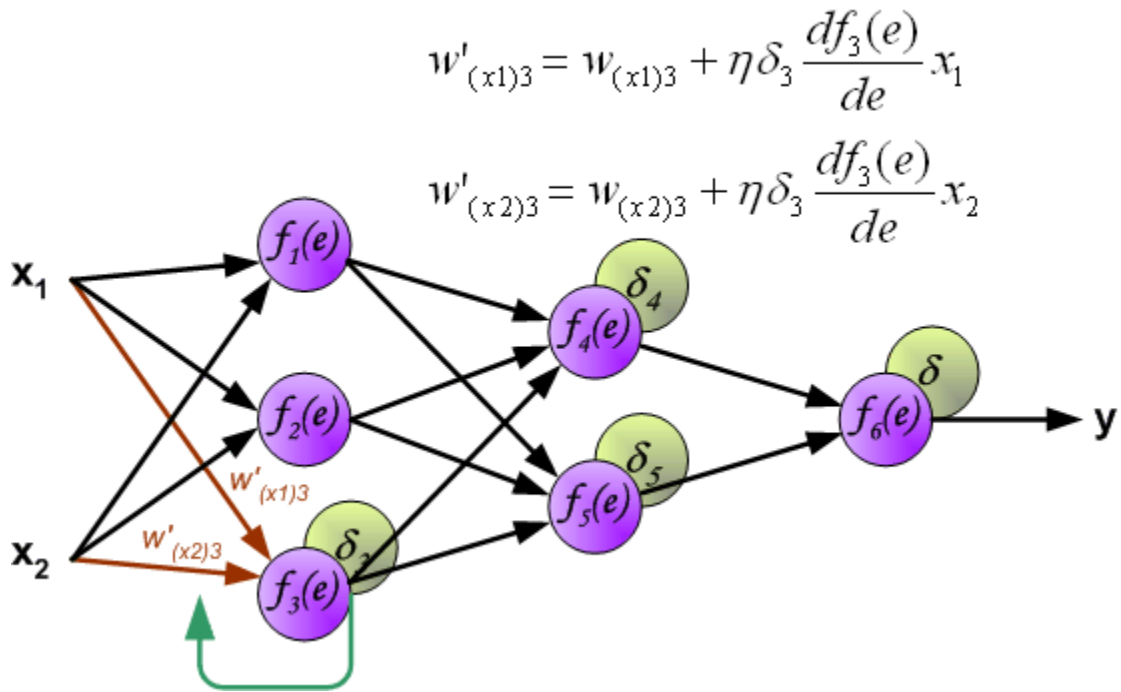 w'₍ₓ₁₎₃ = w₍ₓ₁₎₃ + ηδ₃ df₃(e)/de x₁
w'₍ₓ₂₎₃ = w₍ₓ₂₎₃ + ηδ₃ df₃(e)/de x₂
x₁
f₁(e)
δ₄
f₄(e)
δ
f₆(e)
y
f₂(e)
δ₅
f₅(e)
w'₍ₓ₁₎₃
w'₍ₓ₂₎₃
x₂
δ₃
f₃(e)